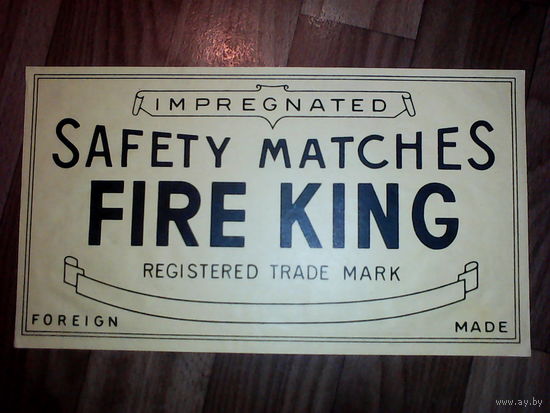 IMPREGNATED
SAFETY MATCHES
FIRE KING
REGISTERED TRADE MARK
FOREIGN MADE
www.ay.by